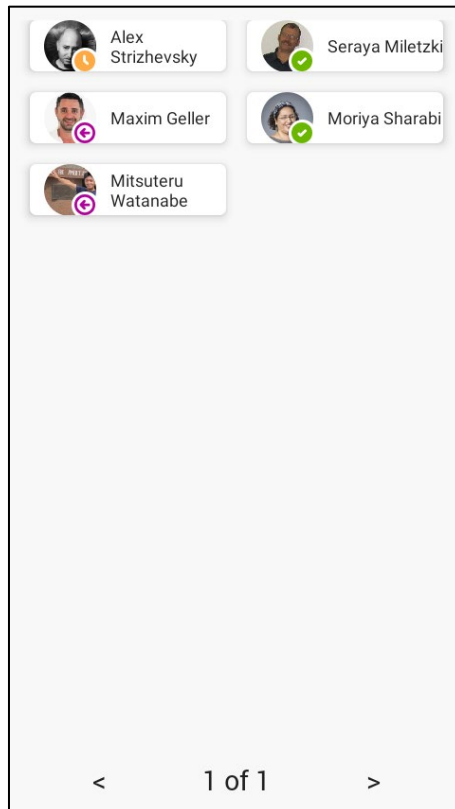 Alex
Strizhevsky
Seraya Miletzki
Maxim Geller
Moriya Sharabi
Mitsuteru
Watanabe
< 1 of 1 >